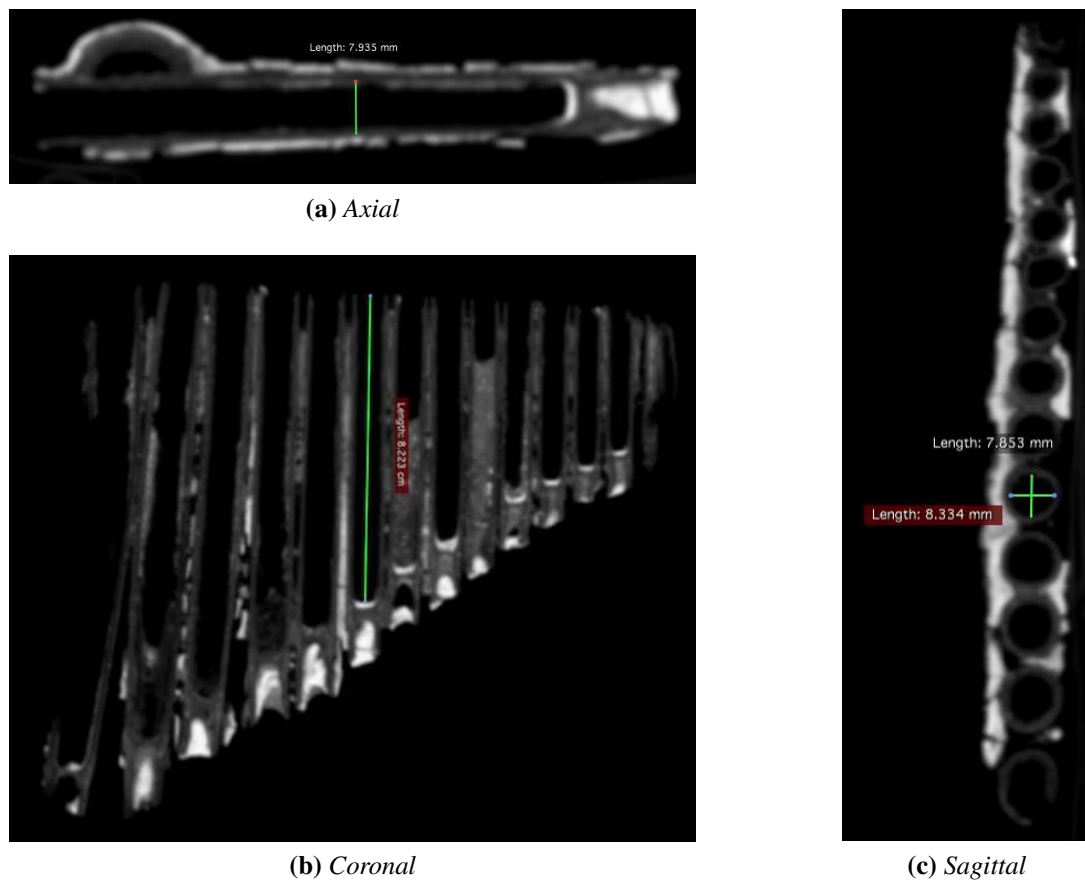 Length: 7.935 mm
(a) Axial
Length: 8.223 cm
(b) Coronal
Length: 7.853 mm
Length: 8.334 mm
(c) Sagittal